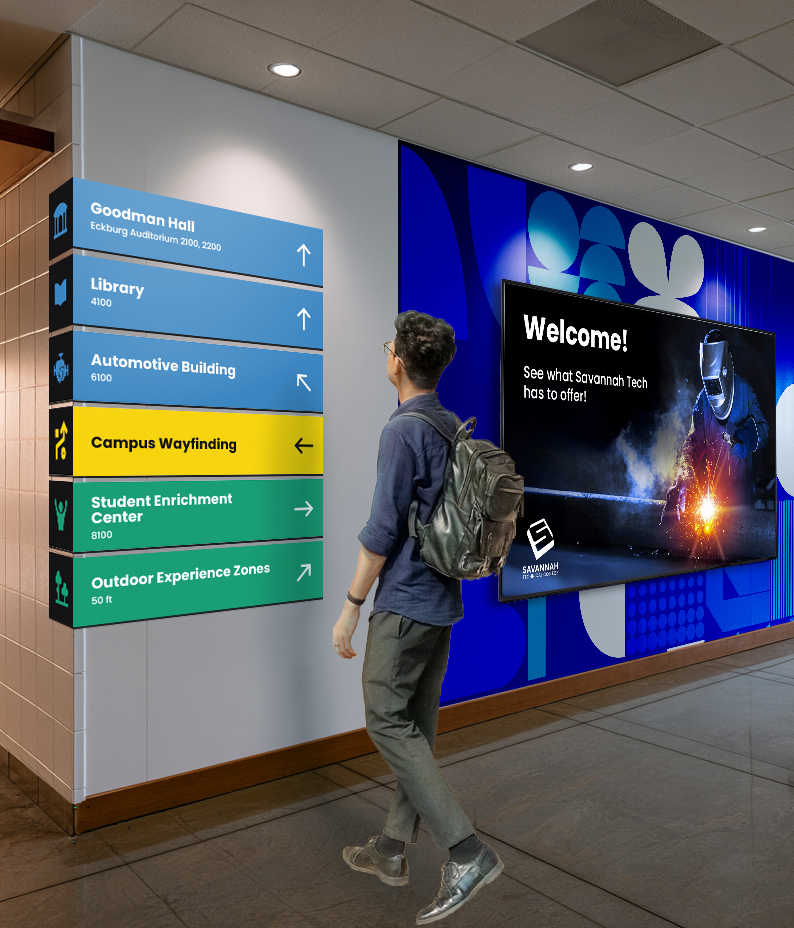 Goodman Hall
Eckburg Auditorium 2100, 2200
Library
4100
Automotive Building
6100
Campus Wayfinding
Student Enrichment
Center
8100
Outdoor Experience Zones
50 ft
Welcome!
See what Savannah Tech
has to offer!
SAVANNAH